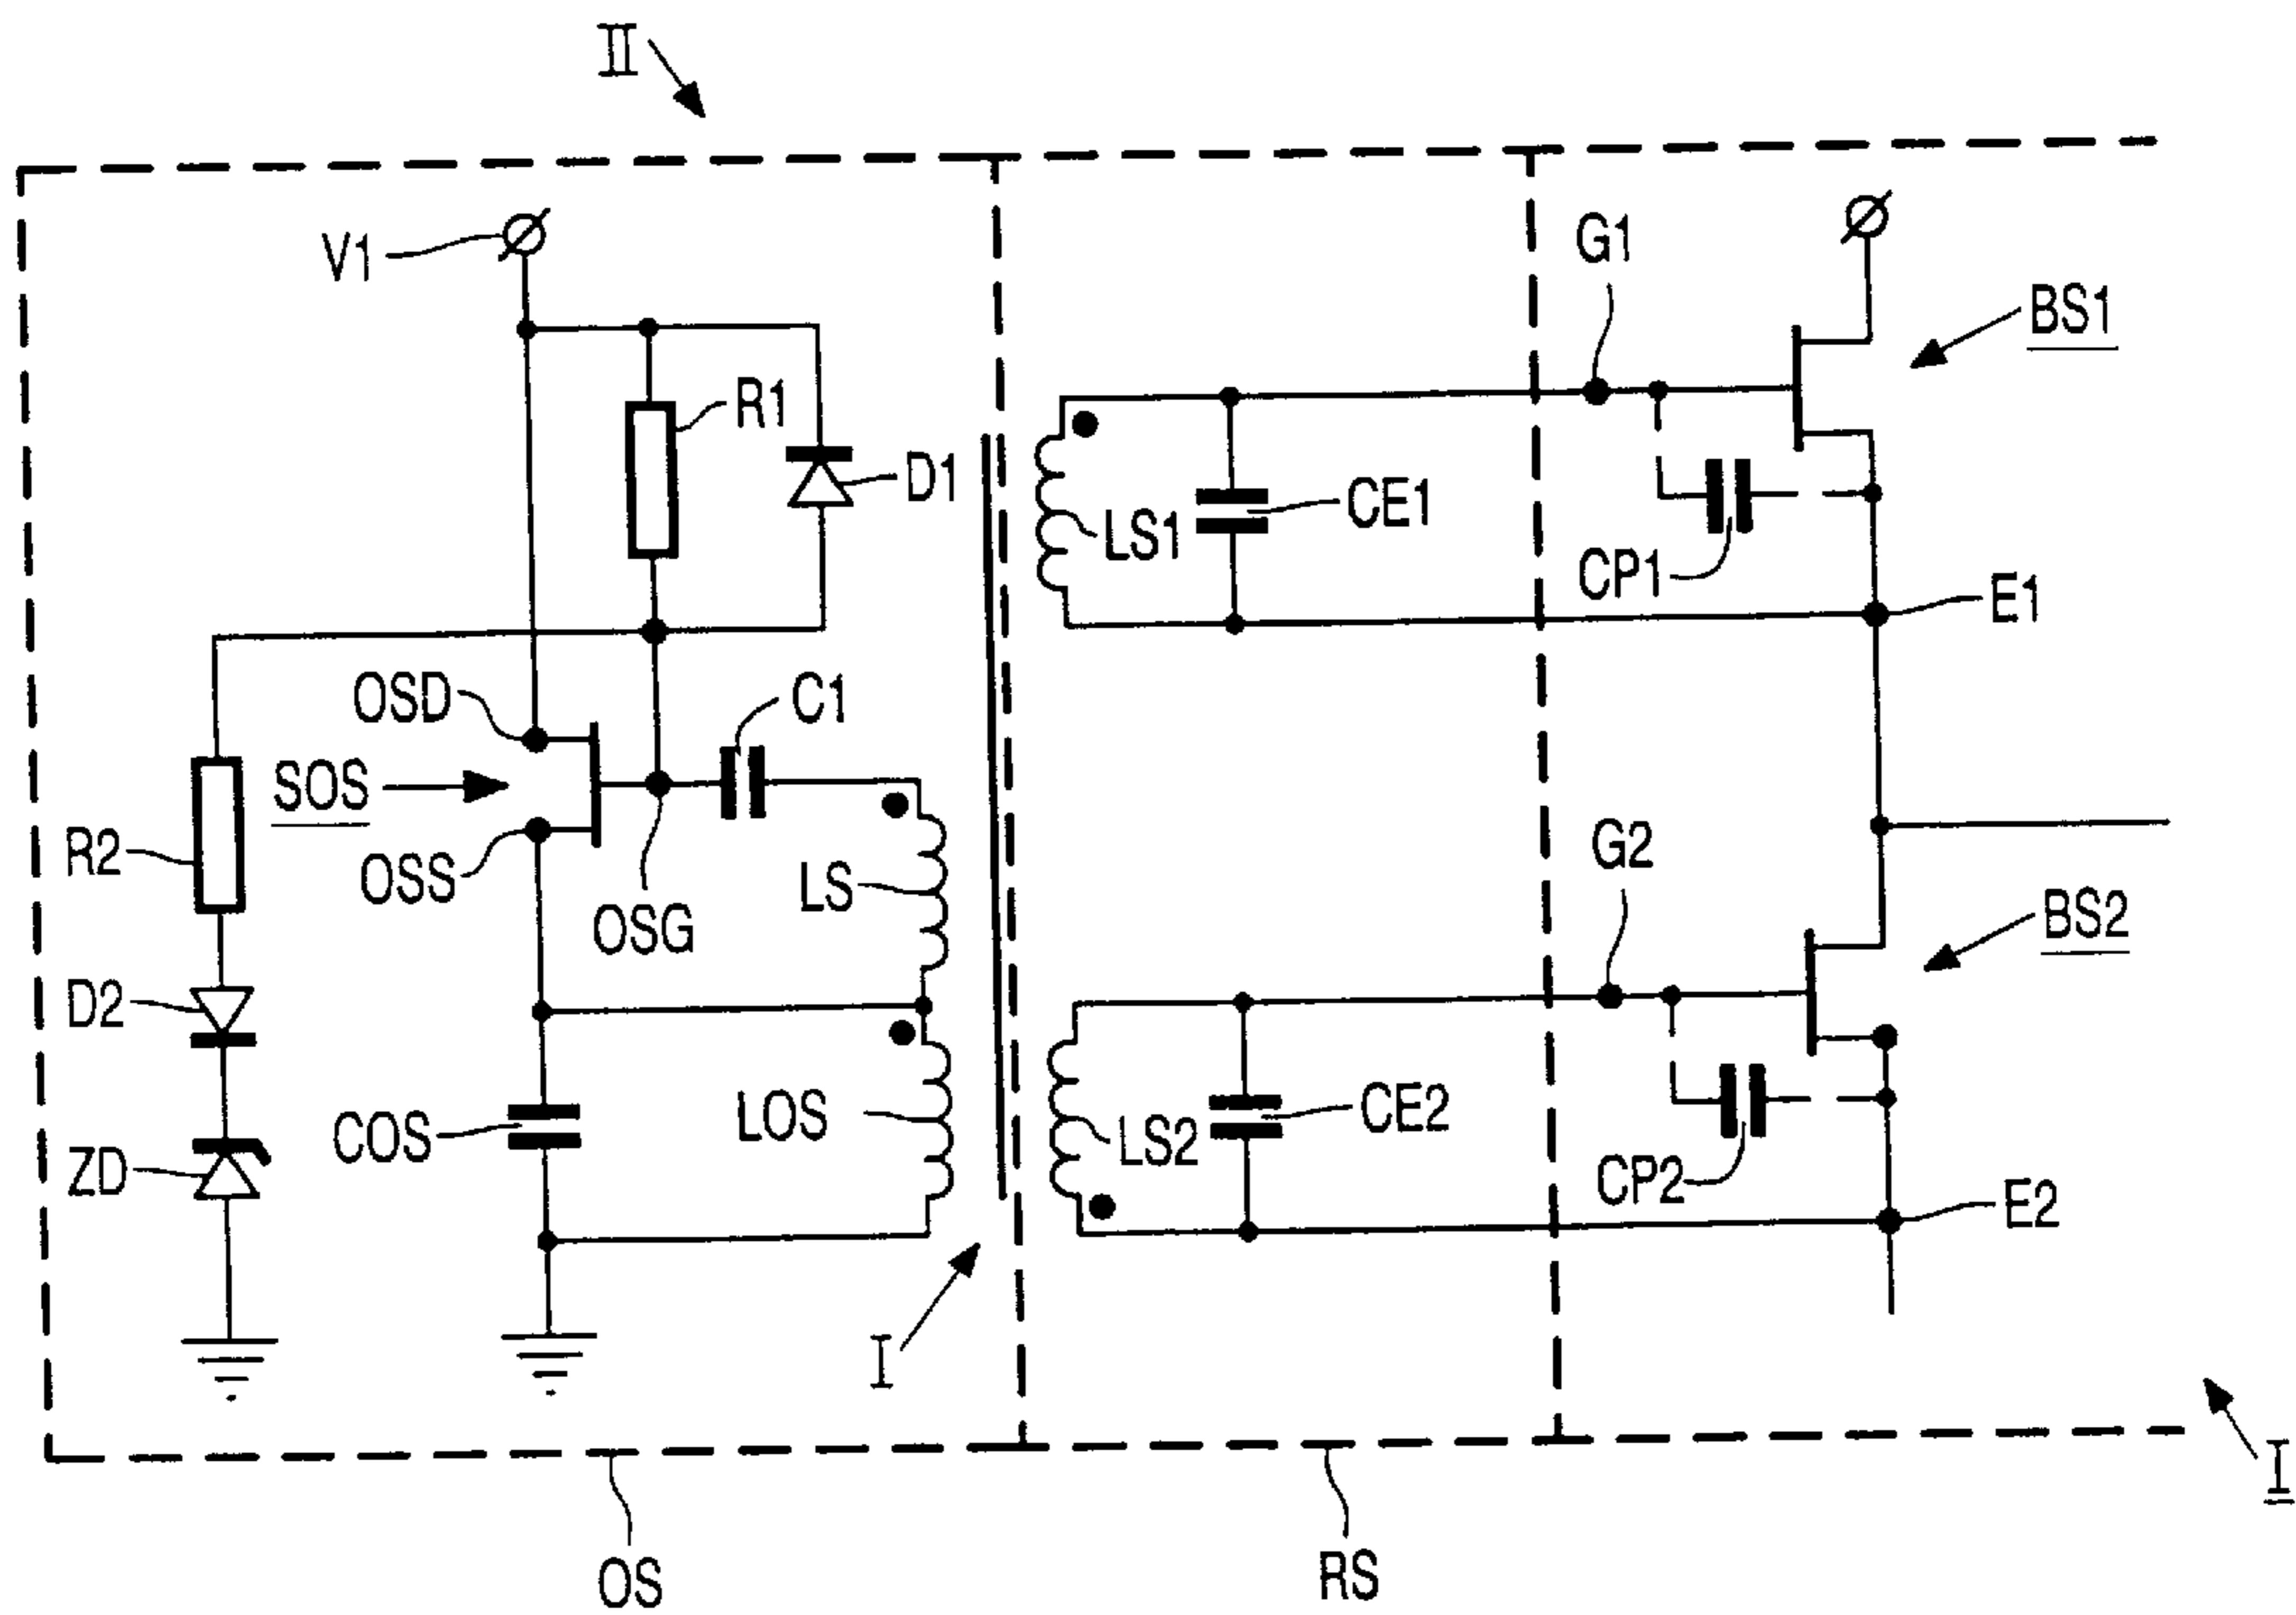 II
V1
G1
BS1
R1
D1
LS1
CE1
CP1
E1
OSD
C1
SOS
R2
OSS
OSG
LS
G2
BS2
D2
COS
LOS
LS2
CE2
ZD
CP2
E2
I
I
OS
RS